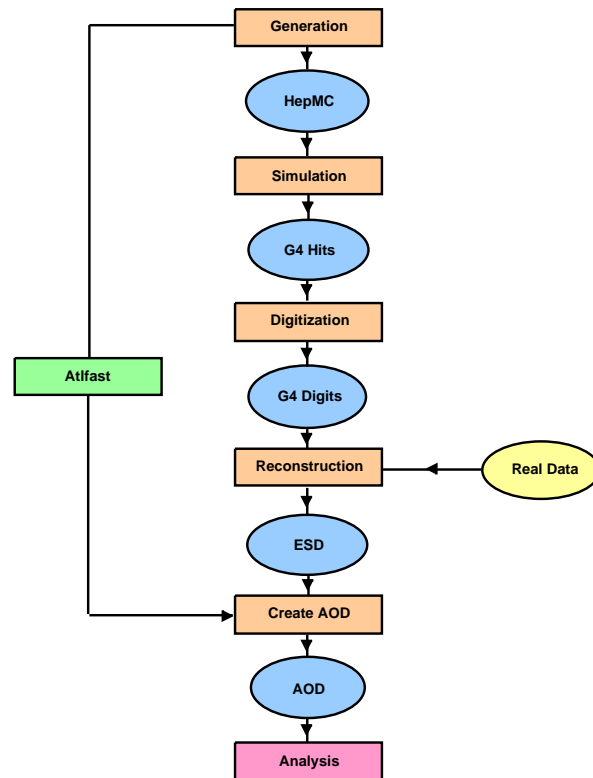 Generation
HepMC
Simulation
G4 Hits
Digitization
Atlfast
G4 Digits
Reconstruction
Real Data
ESD
Create AOD
AOD
Analysis